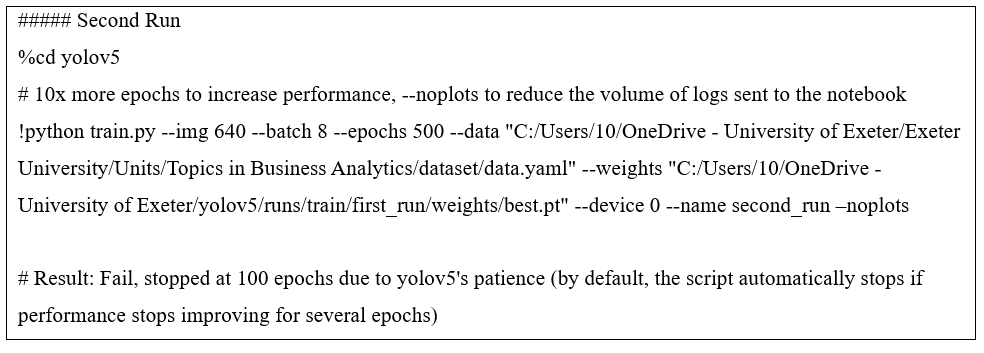 ##### Second Run
%cd yolov5
# 10x more epochs to increase performance, --noplots to reduce the volume of logs sent to the notebook
!python train.py --img 640 --batch 8 --epochs 500 --data "C:/Users/10/OneDrive - University of Exeter/Exeter
University/Units/Topics in Business Analytics/dataset/data.yaml" --weights "C:/Users/10/OneDrive -
University of Exeter/yolov5/runs/train/first_run/weights/best.pt" --device 0 --name second_run –noplots
# Result: Fail, stopped at 100 epochs due to yolov5's patience (by default, the script automatically stops if
performance stops improving for several epochs)